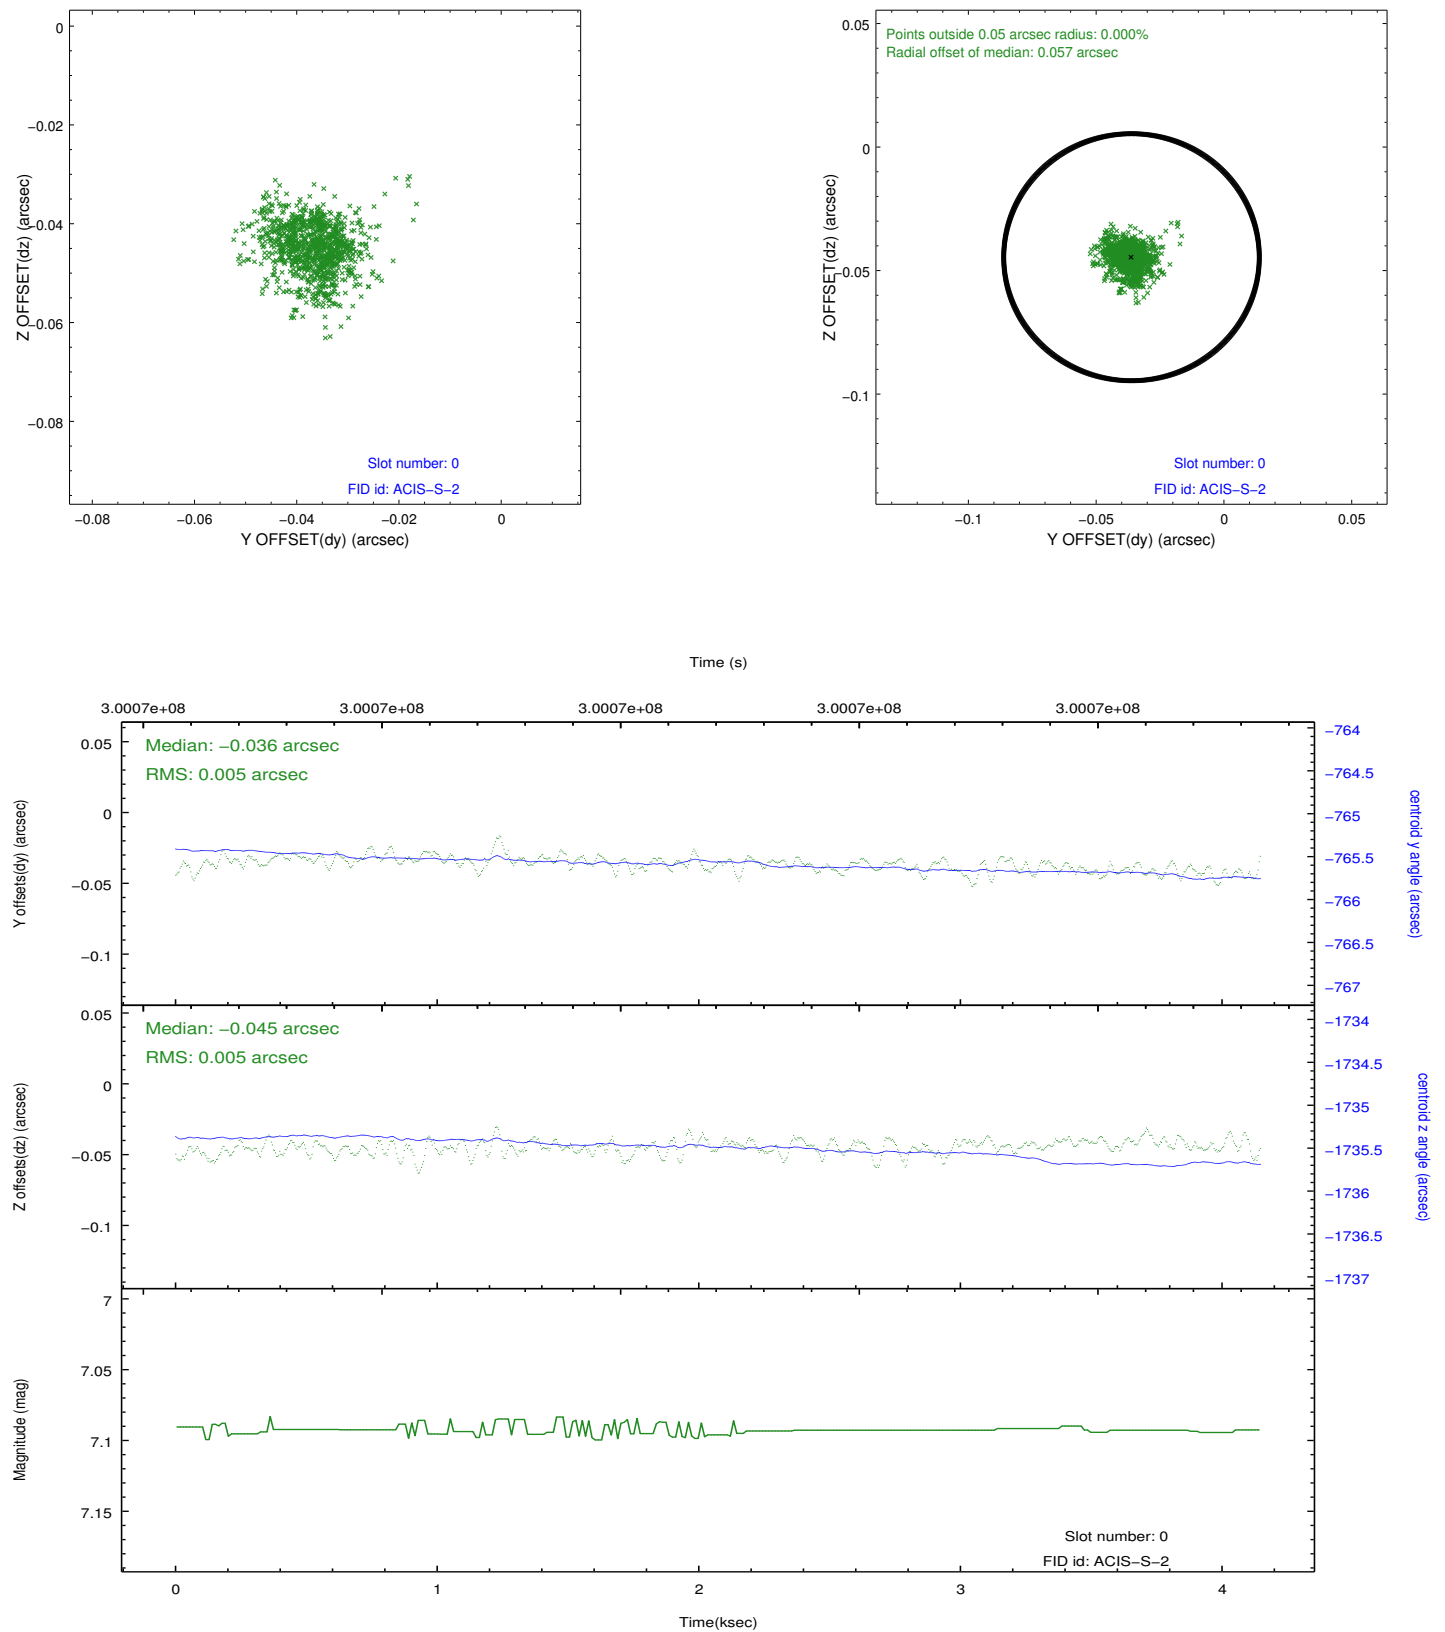 0
−0.02
−0.04
−0.06
−0.08
Z OFFSET(dz) (arcsec)
Slot number: 0
FID id: ACIS−S−2
−0.08
−0.06
−0.04
−0.02
0
Y OFFSET(dy) (arcsec)
Points outside 0.05 arcsec radius: 0.000%
Radial offset of median: 0.057 arcsec
0.05
0
−0.05
−0.1
Z OFFSET(dz) (arcsec)
Slot number: 0
FID id: ACIS−S−2
−0.1
−0.05
0
0.05
Y OFFSET(dy) (arcsec)
Time (s)
3.0007e+08
3.0007e+08
3.0007e+08
3.0007e+08
3.0007e+08
Median: −0.036 arcsec
RMS: 0.005 arcsec
0.05
0
−0.05
−0.1
Y offsets(dy) (arcsec)
−764
−764.5
−765
−765.5
−766
−766.5
−767
centroid y angle (arcsec)
Median: −0.045 arcsec
RMS: 0.005 arcsec
0.05
0
−0.05
−0.1
Z offsets(dz) (arcsec)
−1734
−1734.5
−1735
−1735.5
−1736
−1736.5
−1737
centroid z angle (arcsec)
7
7.05
7.1
7.15
Magnitude (mag)
Slot number: 0
FID id: ACIS−S−2
0
1
2
3
4
Time(ksec)